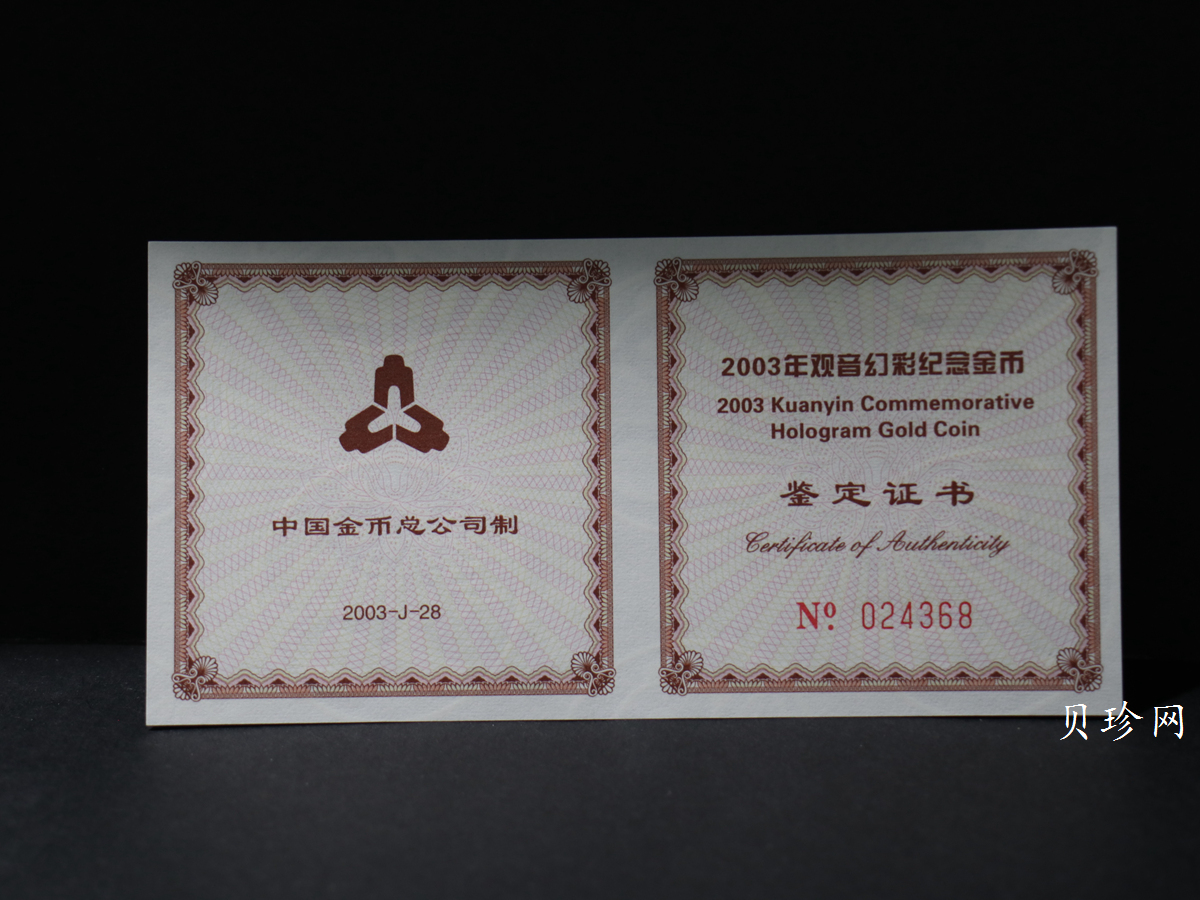 中国金币总公司制
2003-J-28
2003年观音幻彩纪念金币
2003 Kuanyin Commemorative
Hologram Gold Coin
鉴定证书
Certificate of Authenticity
Nº 024368
贝珍网